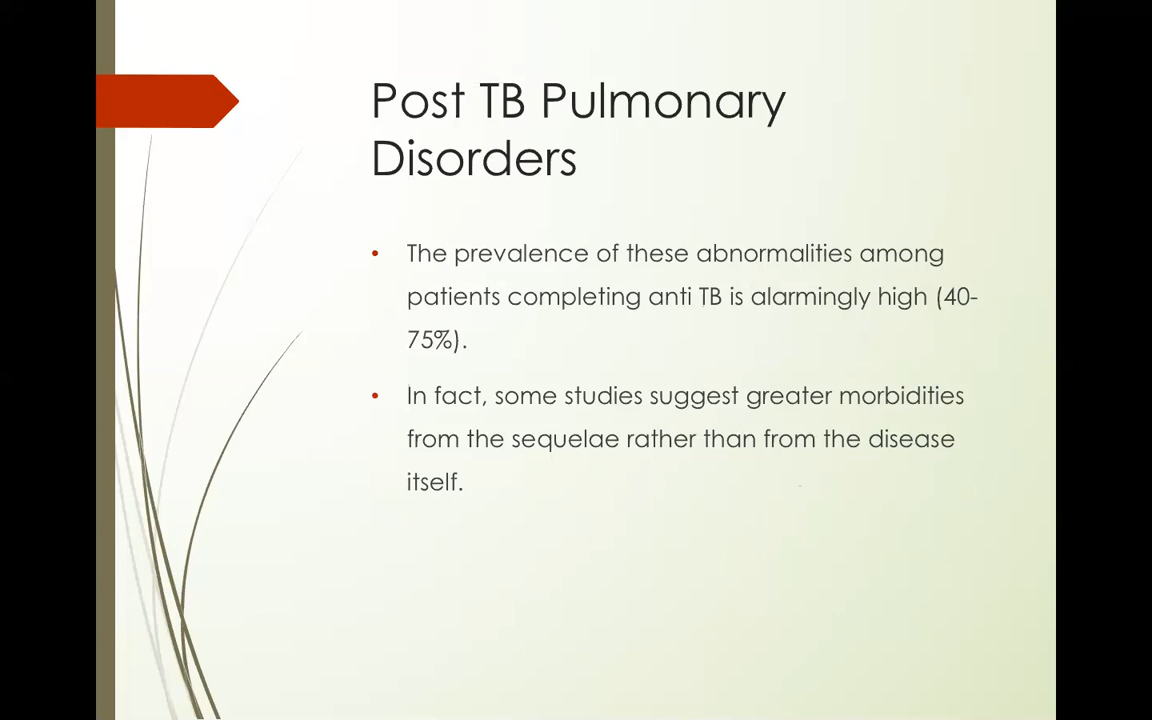 Post TB Pulmonary
Disorders
• The prevalence of these abnormalities among
patients completing anti TB is alarmingly high (40-
75%).
• In fact, some studies suggest greater morbidities
from the sequelae rather than from the disease
itself.